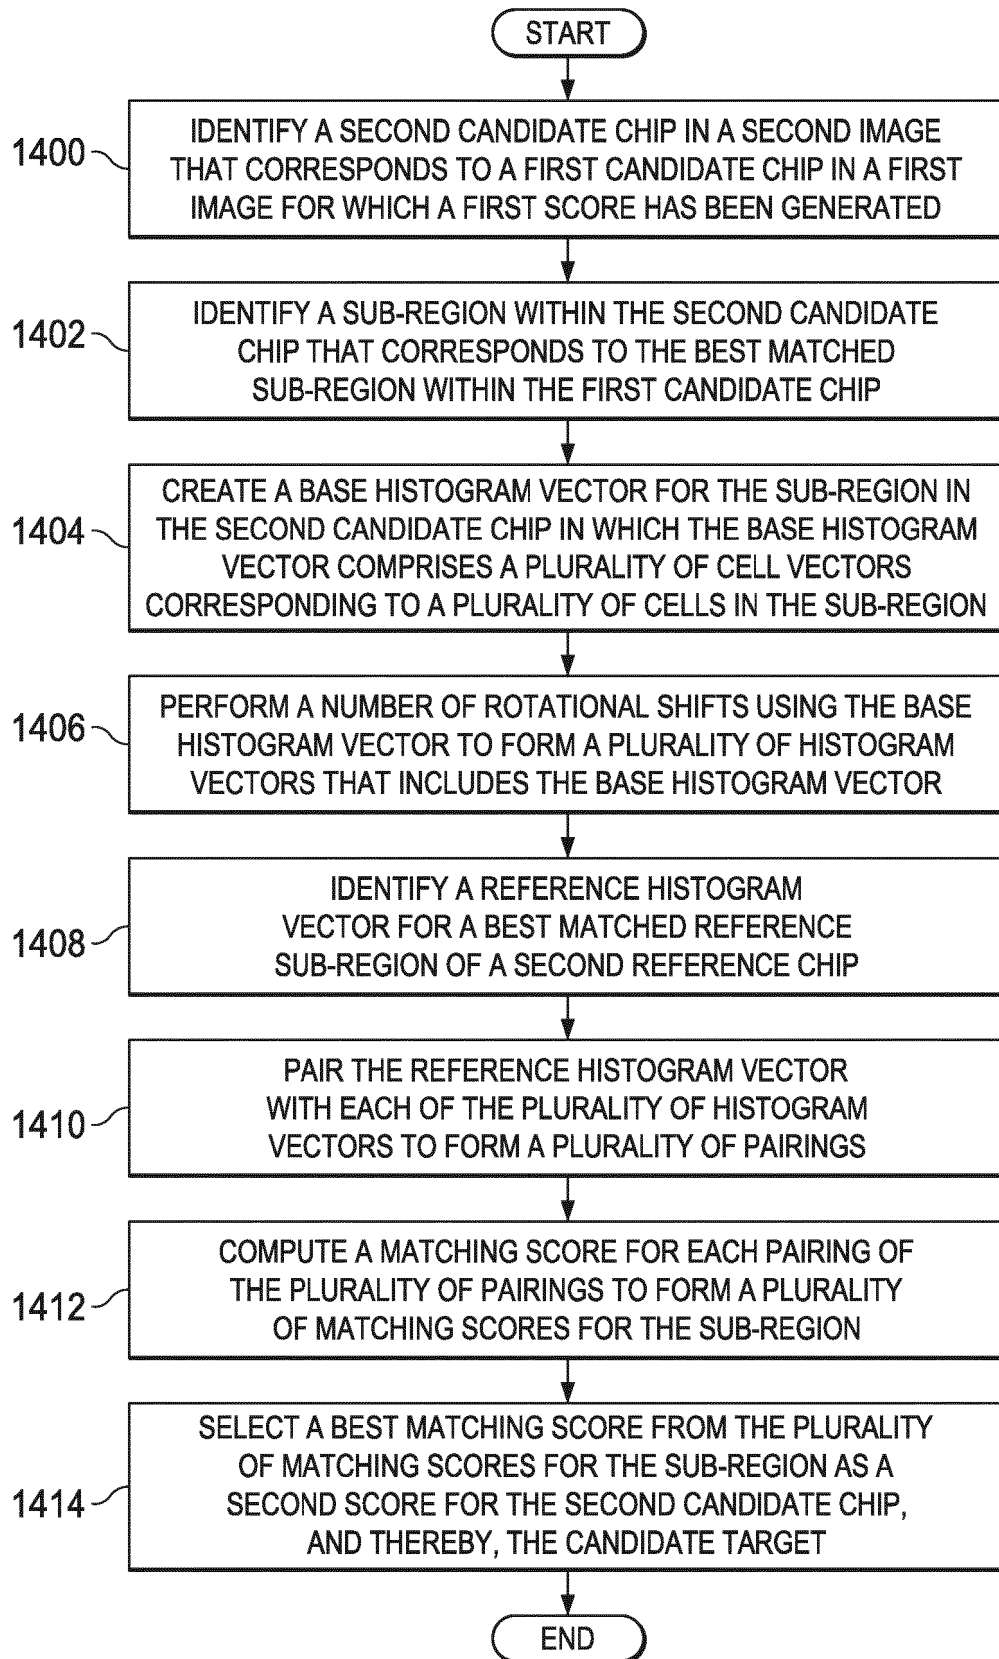 START
1400
IDENTIFY A SECOND CANDIDATE CHIP IN A SECOND IMAGE
THAT CORRESPONDS TO A FIRST CANDIDATE CHIP IN A FIRST
IMAGE FOR WHICH A FIRST SCORE HAS BEEN GENERATED
1402
IDENTIFY A SUB-REGION WITHIN THE SECOND CANDIDATE
CHIP THAT CORRESPONDS TO THE BEST MATCHED
SUB-REGION WITHIN THE FIRST CANDIDATE CHIP
1404
CREATE A BASE HISTOGRAM VECTOR FOR THE SUB-REGION IN
THE SECOND CANDIDATE CHIP IN WHICH THE BASE HISTOGRAM
VECTOR COMPRISES A PLURALITY OF CELL VECTORS
CORRESPONDING TO A PLURALITY OF CELLS IN THE SUB-REGION
1406
PERFORM A NUMBER OF ROTATIONAL SHIFTS USING THE BASE
HISTOGRAM VECTOR TO FORM A PLURALITY OF HISTOGRAM
VECTORS THAT INCLUDES THE BASE HISTOGRAM VECTOR
1408
IDENTIFY A REFERENCE HISTOGRAM
VECTOR FOR A BEST MATCHED REFERENCE
SUB-REGION OF A SECOND REFERENCE CHIP
1410
PAIR THE REFERENCE HISTOGRAM VECTOR
WITH EACH OF THE PLURALITY OF HISTOGRAM
VECTORS TO FORM A PLURALITY OF PAIRINGS
1412
COMPUTE A MATCHING SCORE FOR EACH PAIRING OF
THE PLURALITY OF PAIRINGS TO FORM A PLURALITY
OF MATCHING SCORES FOR THE SUB-REGION
1414
SELECT A BEST MATCHING SCORE FROM THE PLURALITY
OF MATCHING SCORES FOR THE SUB-REGION AS A
SECOND SCORE FOR THE SECOND CANDIDATE CHIP,
AND THEREBY, THE CANDIDATE TARGET
END